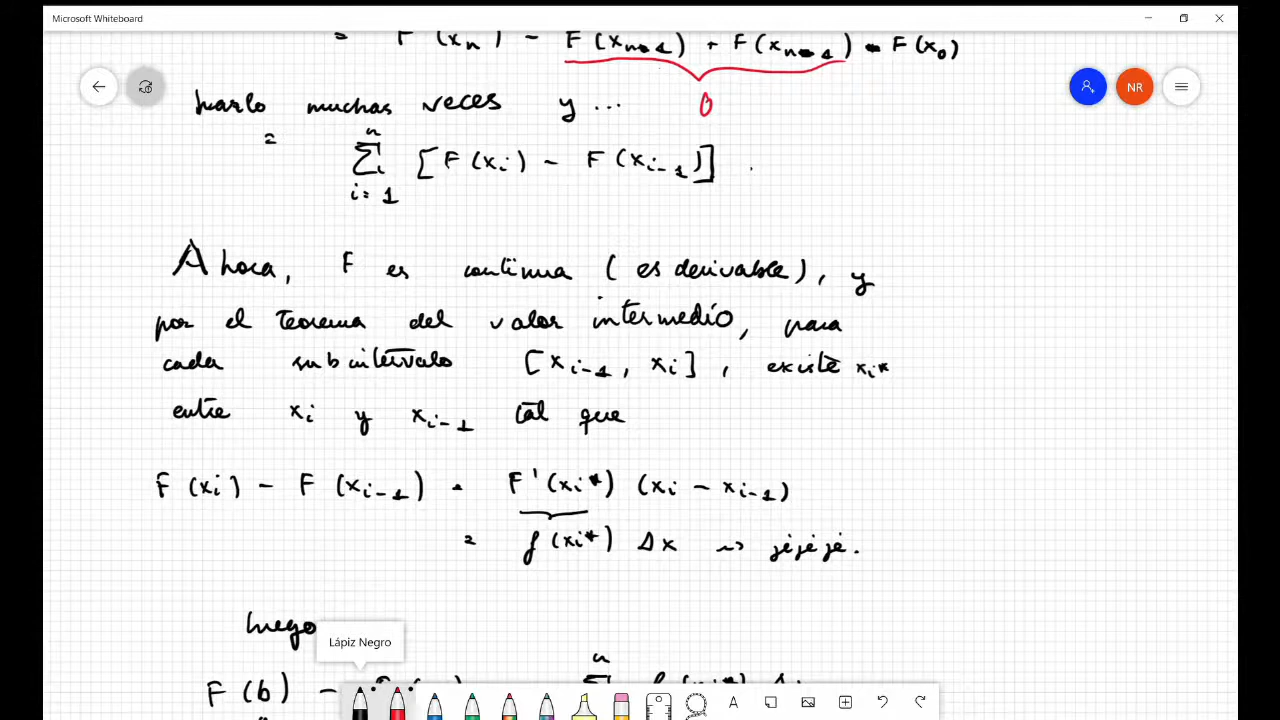 Microsoft Whiteboard
= F(xn) - F(xn-1) + F(xn-1) - F(x0)
harlo muchas veces y ... 0
= n
∑ [F(xi) - F(xi-1)]
i=1
NR
Ahora, F es continua (es derivable), y
por el teorema del valor intermedio, para
cada subintervalo [xi-1, xi], existe xi*
entre xi y xi-1 tal que
F(xi) - F(xi-1) = F'(xi*) (xi - xi-1)
= f(xi*) Δx => jéjéjé.
luego
Lápiz Negro
F(b) - n
A